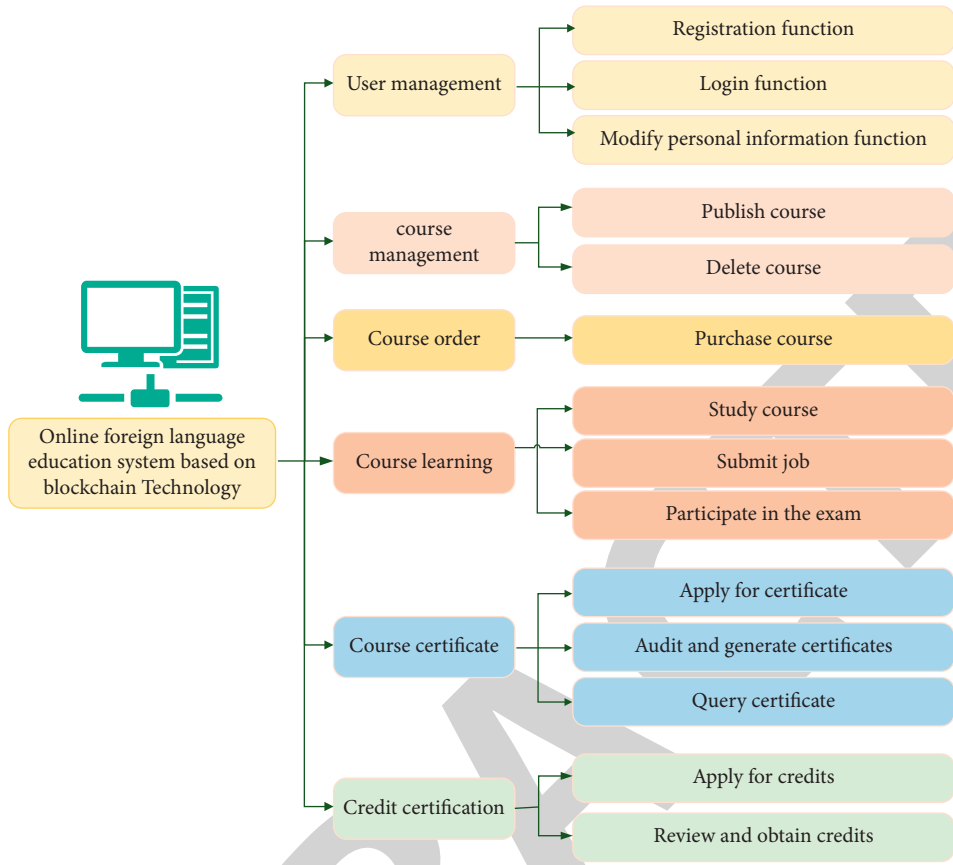 Online foreign language
education system based on
blockchain Technology
User management
Registration function
Login function
Modify personal information function
course
management
Publish course
Delete course
Course order
Purchase course
Course learning
Study course
Submit job
Participate in the exam
Course certificate
Apply for certificate
Audit and generate certificates
Query certificate
Credit certification
Apply for credits
Review and obtain credits